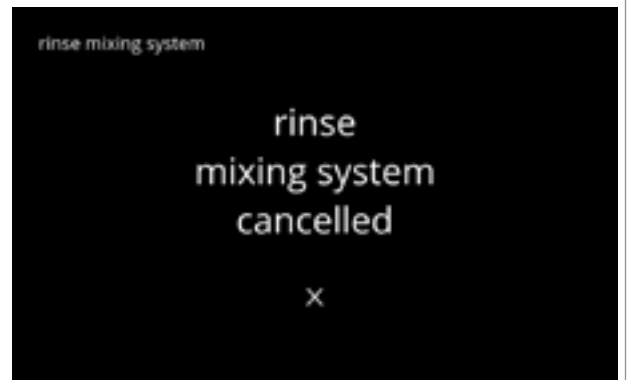 rinse mixing system
rinse
mixing system
cancelled
x